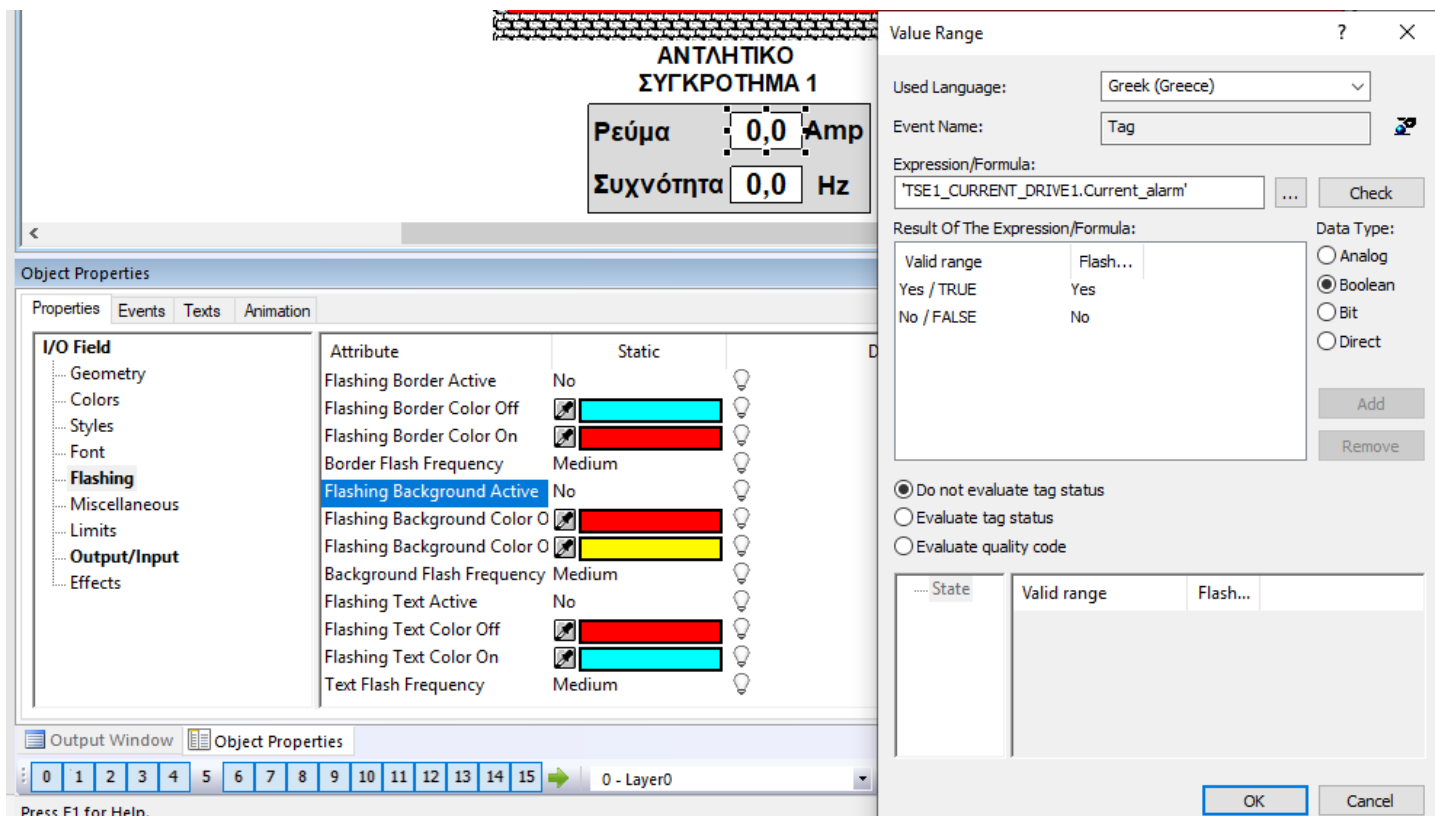 ΑΝΤΛΗΤΙΚΟ
ΣΥΓΚΡΟΤΗΜΑ 1
Ρεύμα 0,0 Amp
Συχνότητα 0,0 Hz
Object Properties
Properties Events Texts Animation
I/O Field
Geometry
Colors
Styles
Font
Flashing
Miscellaneous
Limits
Output/Input
Effects
Attribute Static D
Flashing Border Active No
Flashing Border Color Off
Flashing Border Color On
Border Flash Frequency Medium
Flashing Background Active No
Flashing Background Color O
Flashing Background Color O
Background Flash Frequency Medium
Flashing Text Active No
Flashing Text Color Off
Flashing Text Color On
Text Flash Frequency Medium
Output Window Object Properties
0 1 2 3 4 5 6 7 8 9 10 11 12 13 14 15 0 - Layer0
Press F1 for Help.
Value Range ?
Used Language: Greek (Greece)
Event Name: Tag
Expression/Formula:
'TSE1_CURRENT_DRIVE1.Current_alarm' ... Check
Result Of The Expression/Formula: Data Type:
Valid range Flash...
Yes / TRUE Yes
No / FALSE No
Analog
Boolean
Bit
Direct
Add
Remove
Do not evaluate tag status
Evaluate tag status
Evaluate quality code
State Valid range Flash...
OK Cancel